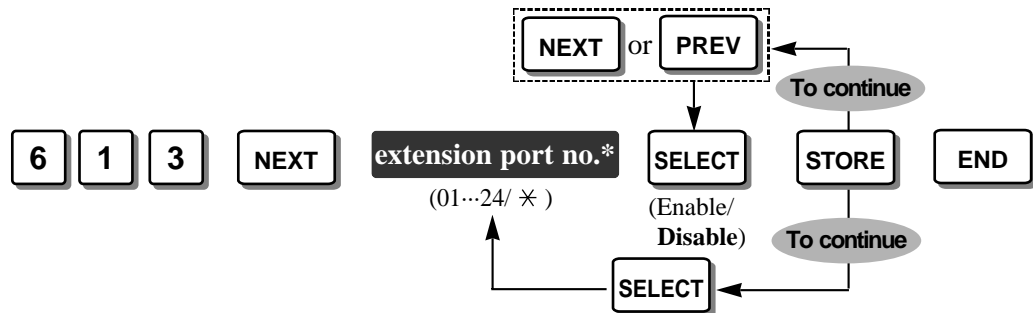 NEXT or PREV
To continue
6 1 3 NEXT extension port no.* SELECT STORE END
(01···24/ ✳ )
(Enable/
Disable)
To continue
SELECT